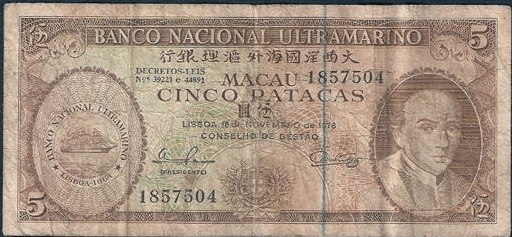 5 BANCO NACIONAL ULTRAMARINO 5
行銀理滙外海國洋西大
DECRETOS-LEIS
Nos 39221 e 44891
MACAU 1857504
CINCO PATACAS
圓伍
LISBOA 18 de NOVEMBRO de 1976
CONSELHO DE GESTÃO
BANCO NACIONAL ULTRAMARINO
LISBOA-1864
(PRESIDENTE)
1857504
5 伍